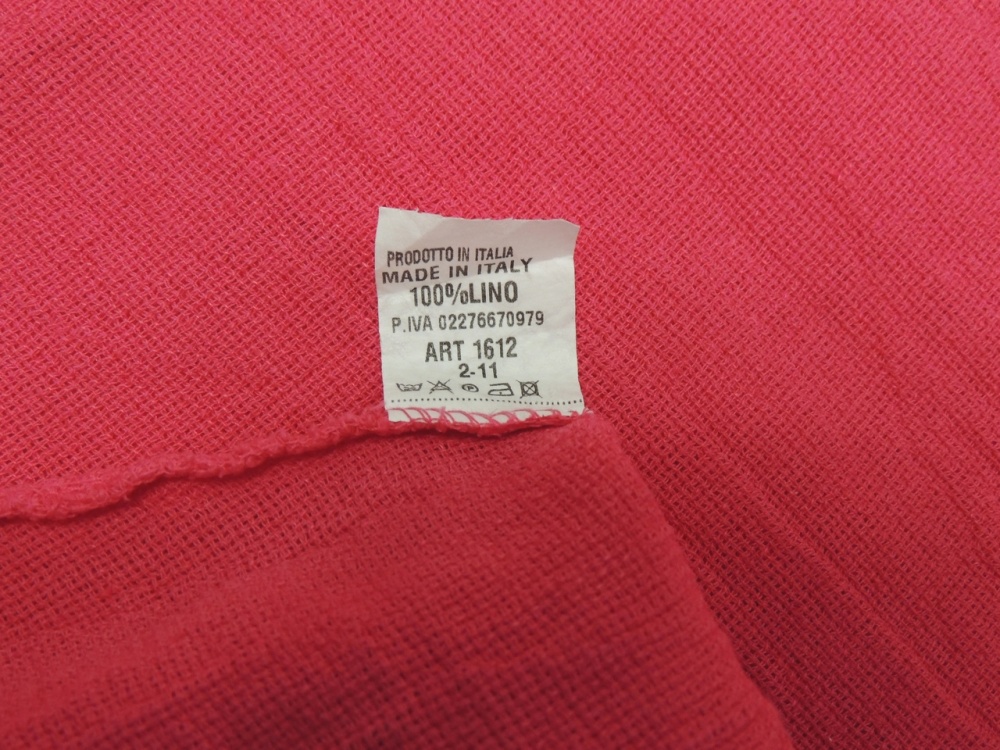 PRODOTTO IN ITALIA
MADE IN ITALY
100%LINO
P.IVA 02276670979
ART 1612
2-11